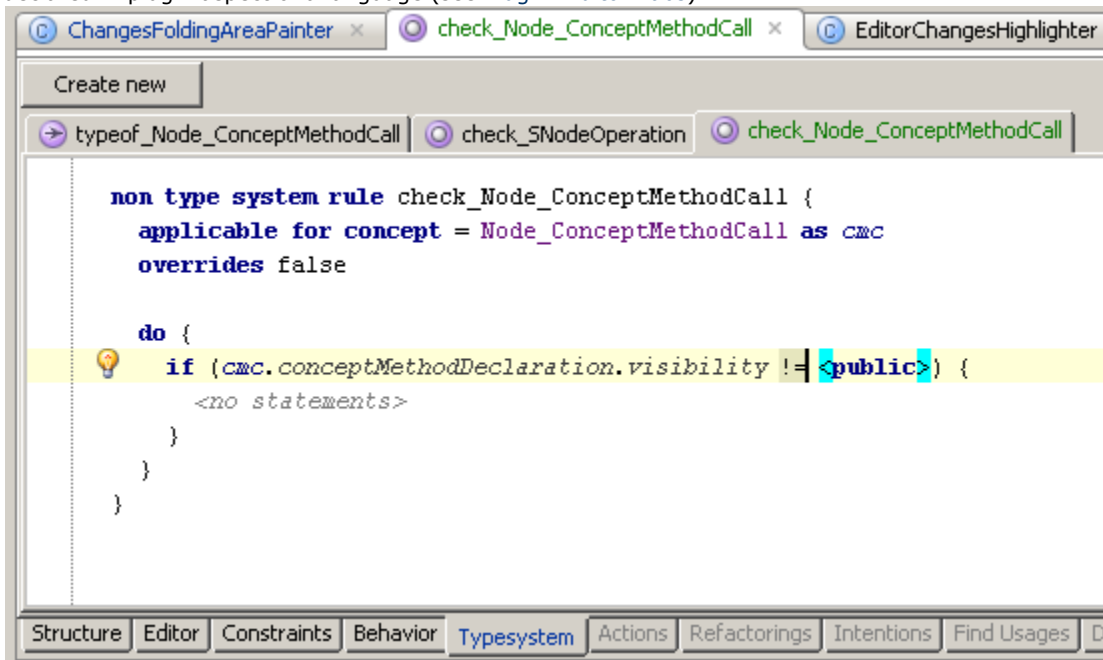 ChangesFoldingAreaPainter × check_Node_ConceptMethodCall × EditorChangesHighlighter
Create new
typeof_Node_ConceptMethodCall check_SNodeOperation check_Node_ConceptMethodCall
non type system rule check_Node_ConceptMethodCall {
applicable for concept = Node_ConceptMethodCall as cmc
overrides false
do {
if (cmc.conceptMethodDeclaration.visibility != <public>) {
<no statements>
}
}
}
Structure Editor Constraints Behavior Typesystem Actions Refactorings Intentions Find Usages